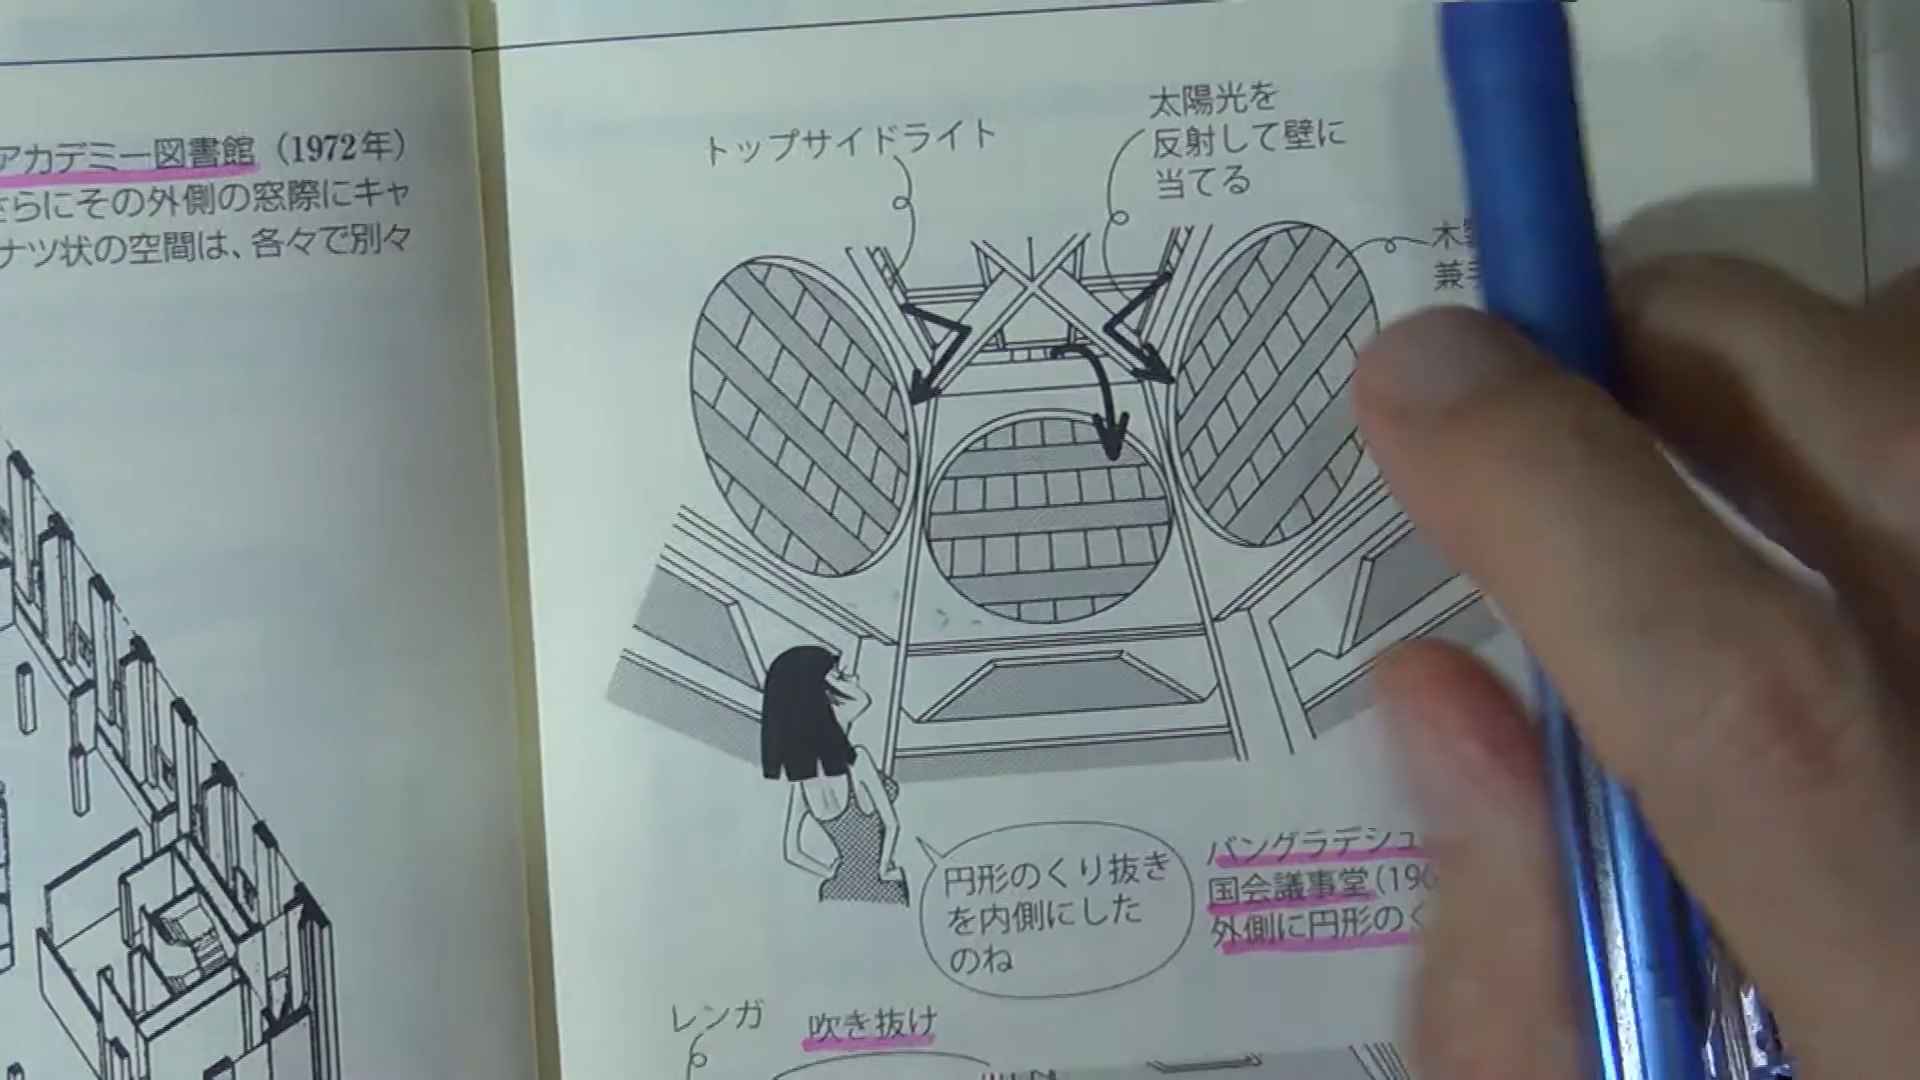 アカデミー図書館（1972年）
さらにその外側の窓際にキャ
ナツ状の空間は、各々で別々
トップサイドライト
太陽光を
反射して壁に
当てる
木
兼手
円形のくり抜き
を内側にした
のね
バングラデシュ
国会議事堂(196
外側に円形のく
レンガ
吹き抜け